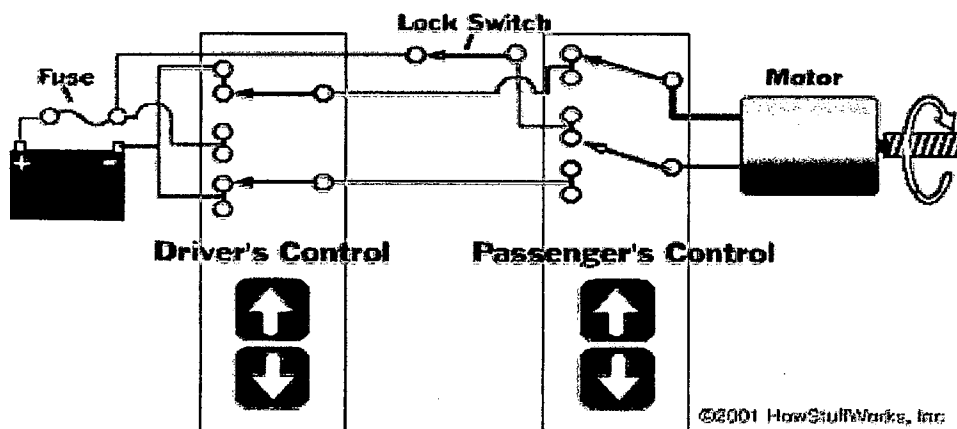 Lock Switch
Fuse
Motor
+ -
Driver's Control
Passenger's Control
©2001 HowStuffWorks, Inc